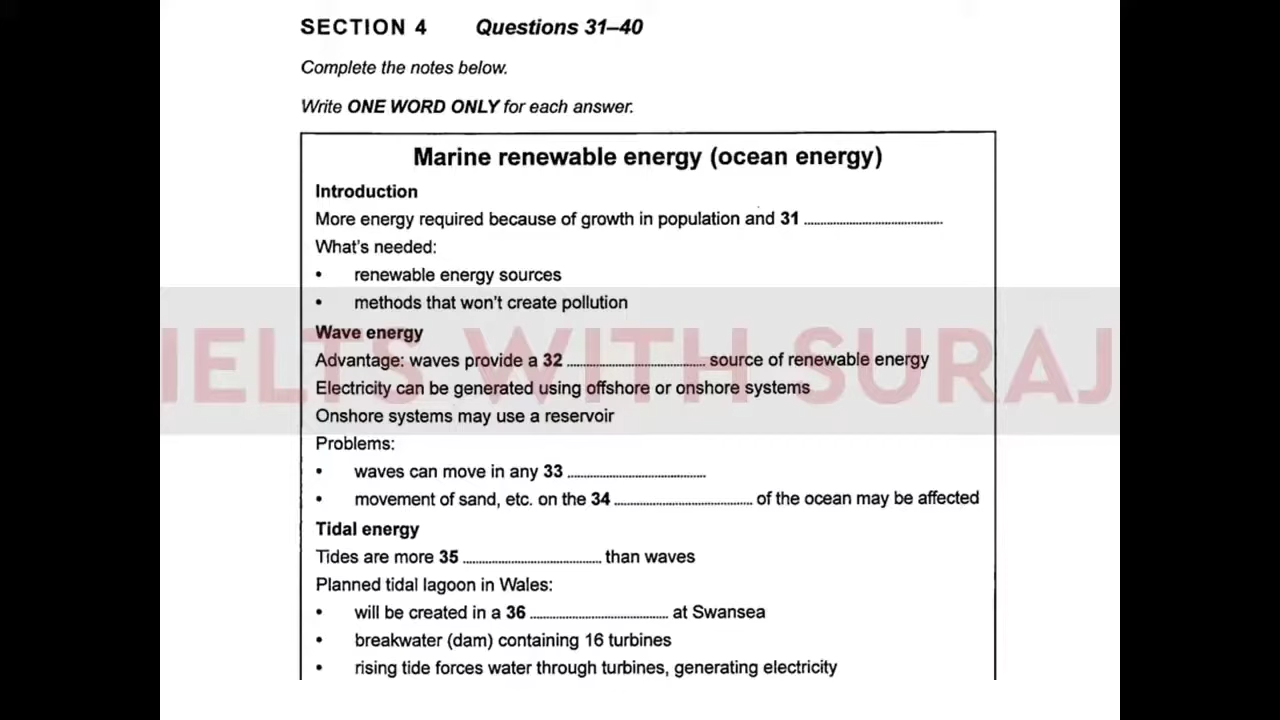 SECTION 4 Questions 31–40
Complete the notes below.
Write ONE WORD ONLY for each answer.
Marine renewable energy (ocean energy)
Introduction
More energy required because of growth in population and 31 ................................
What's needed:
• renewable energy sources
• methods that won't create pollution
Wave energy
Advantage: waves provide a 32 ................................ source of renewable energy
Electricity can be generated using offshore or onshore systems
Onshore systems may use a reservoir
Problems:
• waves can move in any 33 ................................
• movement of sand, etc. on the 34 ................................ of the ocean may be affected
Tidal energy
Tides are more 35 ................................ than waves
Planned tidal lagoon in Wales:
• will be created in a 36 ................................ at Swansea
• breakwater (dam) containing 16 turbines
• rising tide forces water through turbines, generating electricity
IELTS WITH SURAJ